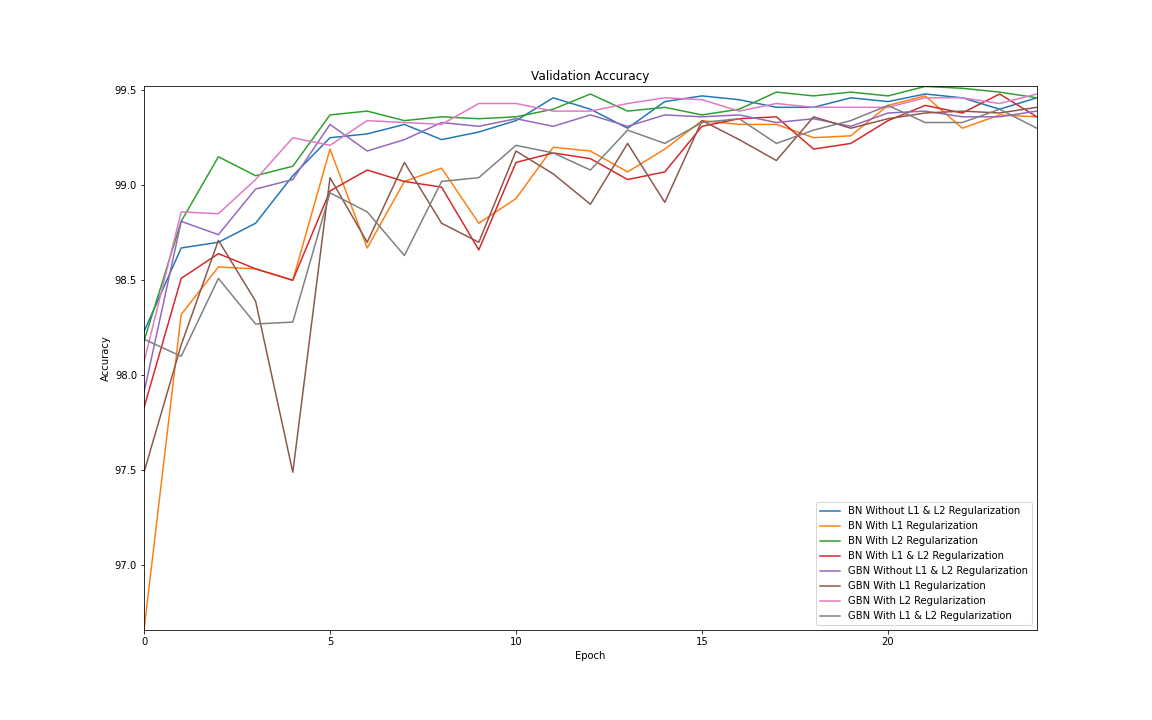 Validation Accuracy
99.5
99.0
98.5
98.0
97.5
97.0
Accuracy
0
5
10
15
20
Epoch
BN Without L1 & L2 Regularization
BN With L1 Regularization
BN With L2 Regularization
BN With L1 & L2 Regularization
GBN Without L1 & L2 Regularization
GBN With L1 Regularization
GBN With L2 Regularization
GBN With L1 & L2 Regularization